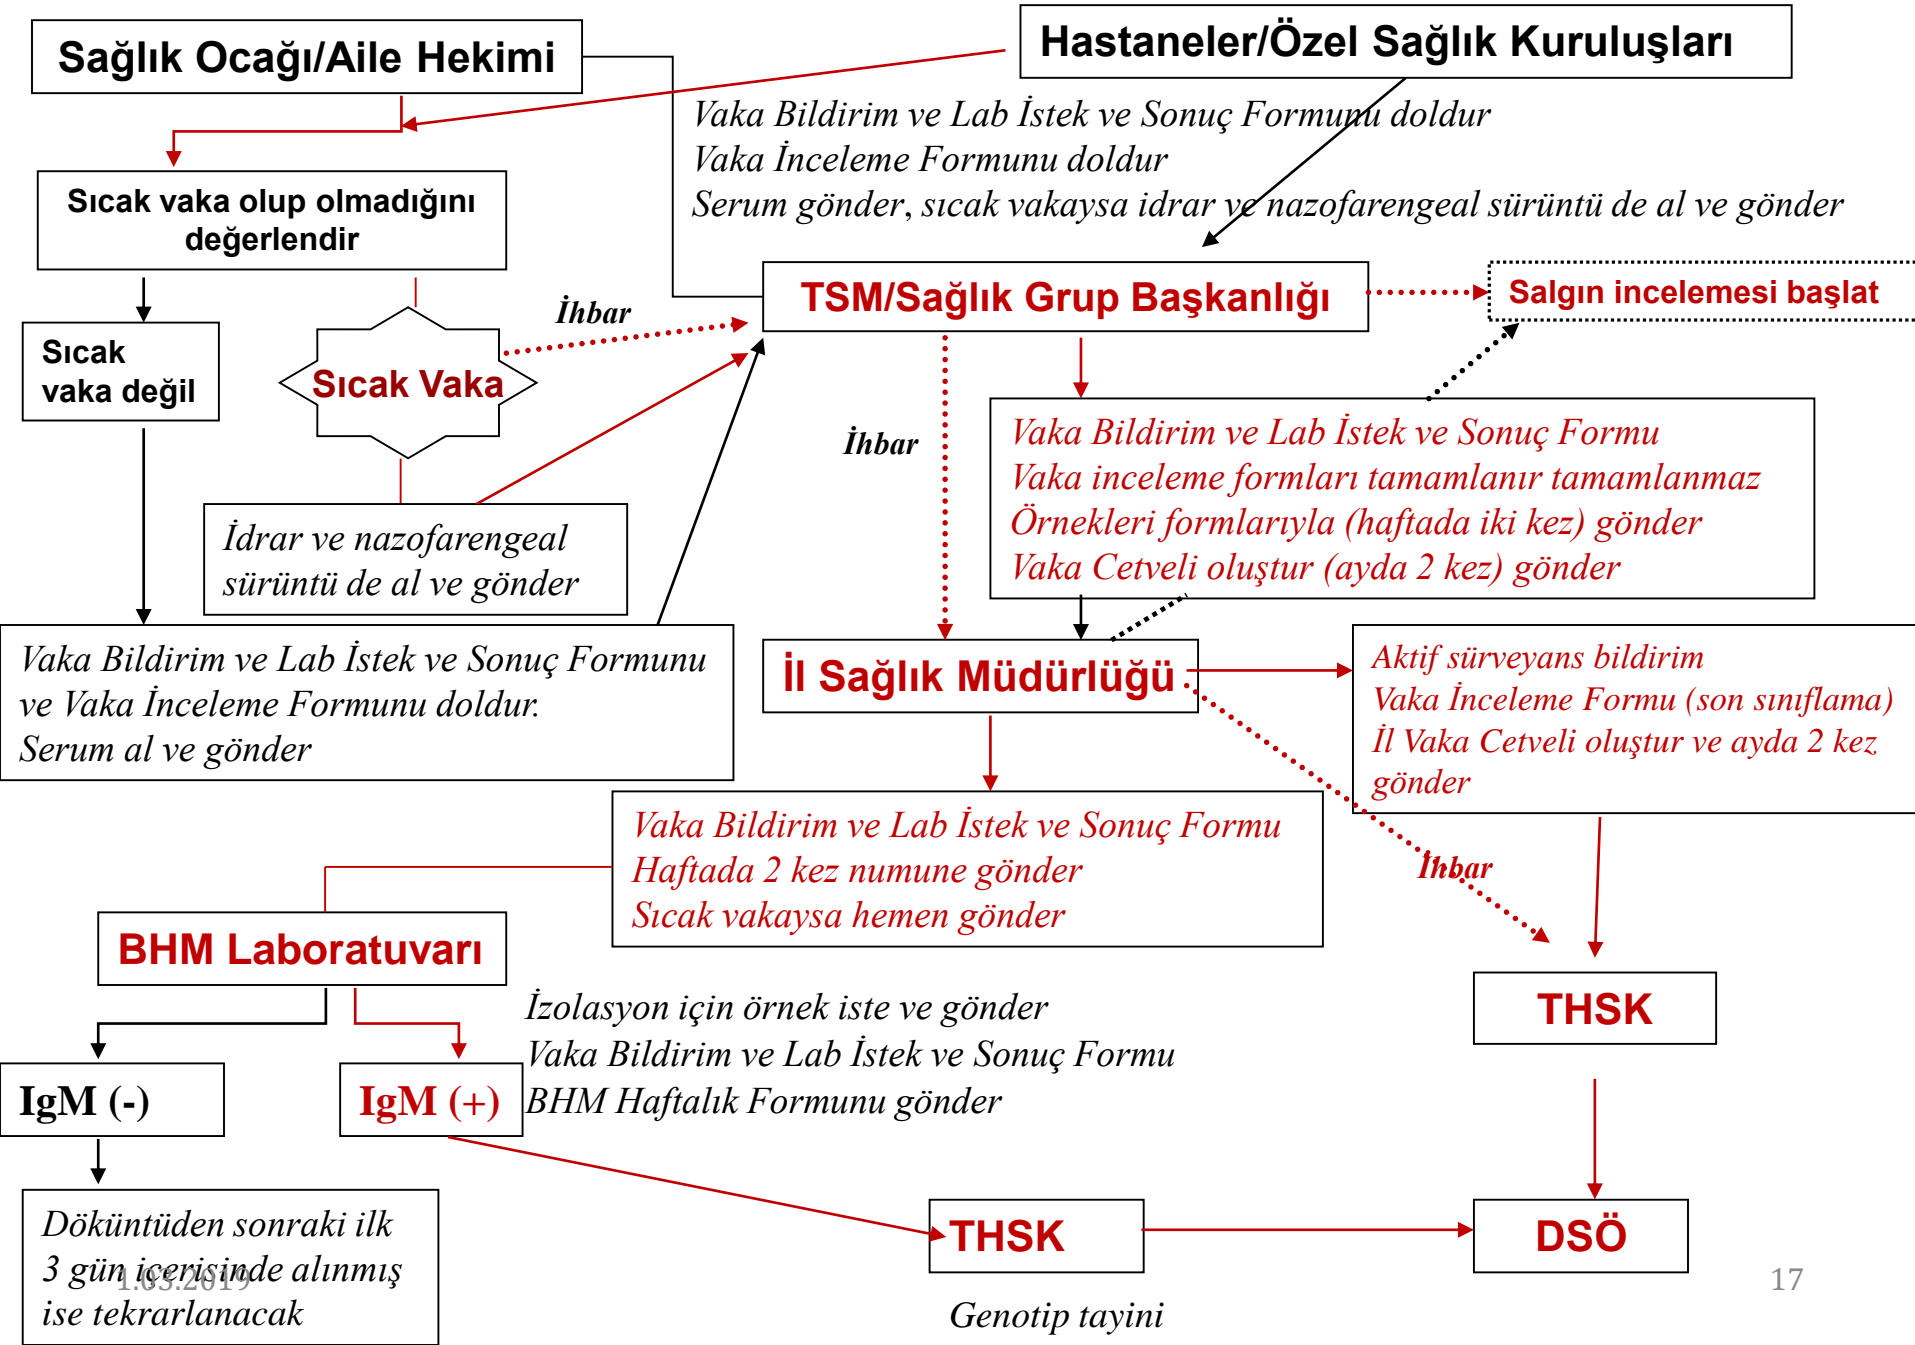 Sağlık Ocağı/Aile Hekimi
Hastaneler/Özel Sağlık Kuruluşları
Vaka Bildirim ve Lab İstek ve Sonuç Formunu doldur
Vaka İnceleme Formunu doldur
Serum gönder, sıcak vakaysa idrar ve nazofarengeal sürüntü de al ve gönder
Sıcak vaka olup olmadığını
değerlendir
TSM/Sağlık Grup Başkanlığı
Salgın incelemesi başlat
İhbar
Sıcak
vaka değil
Sıcak Vaka
İhbar
Vaka Bildirim ve Lab İstek ve Sonuç Formu
Vaka inceleme formları tamamlanır tamamlanmaz
Örnekleri formlarıyla (haftada iki kez) gönder
Vaka Cetveli oluştur (ayda 2 kez) gönder
İdrar ve nazofarengeal
sürüntü de al ve gönder
Vaka Bildirim ve Lab İstek ve Sonuç Formunu
ve Vaka İnceleme Formunu doldur.
Serum al ve gönder
İl Sağlık Müdürlüğü
Aktif sürveyans bildirim
Vaka İnceleme Formu (son sınıflama)
İl Vaka Cetveli oluştur ve ayda 2 kez
gönder
Vaka Bildirim ve Lab İstek ve Sonuç Formu
Haftada 2 kez numune gönder
Sıcak vakaysa hemen gönder
İhbar
BHM Laboratuvarı
THSK
İzolasyon için örnek iste ve gönder
Vaka Bildirim ve Lab İstek ve Sonuç Formu
BHM Haftalık Formunu gönder
IgM (-)
IgM (+)
Döküntüden sonraki ilk
3 gün içerisinde alınmış
ise tekrarlanacak
THSK
DSÖ
Genotip tayini
1.03.2019
17